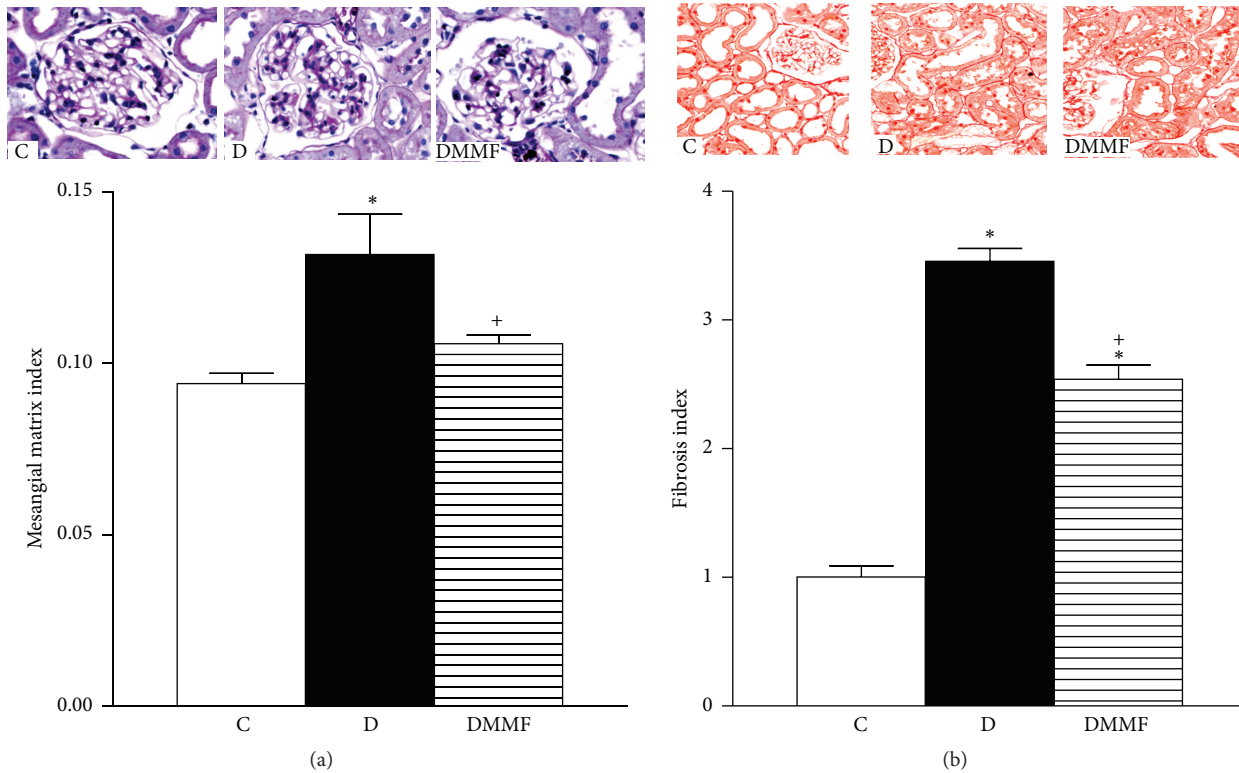 C
D
DMMF
0.15
0.10
0.05
0.00
Mesangial matrix index
*
+
C
D
DMMF
(a)
C
D
DMMF
4
3
2
1
0
Fibrosis index
*
+
*
C
D
DMMF
(b)